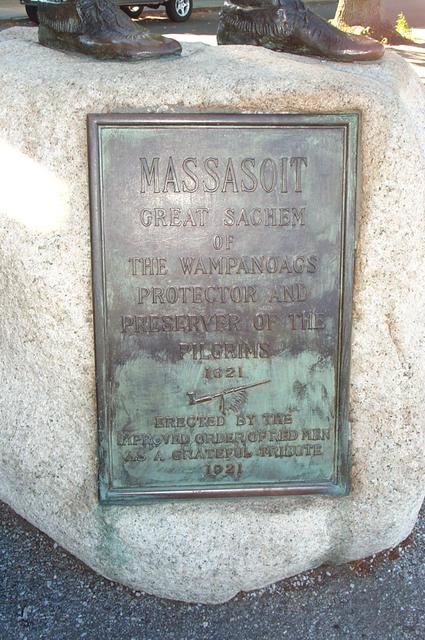 MASSASOIT
GREAT SACHEM
OF
THE WAMPANOAGS
PROTECTOR AND
PRESERVER OF THE
PILGRIMS
1621
ERECTED BY THE
IMPROVED ORDER OF RED MEN
AS A GRATEFUL TRIBUTE
1921